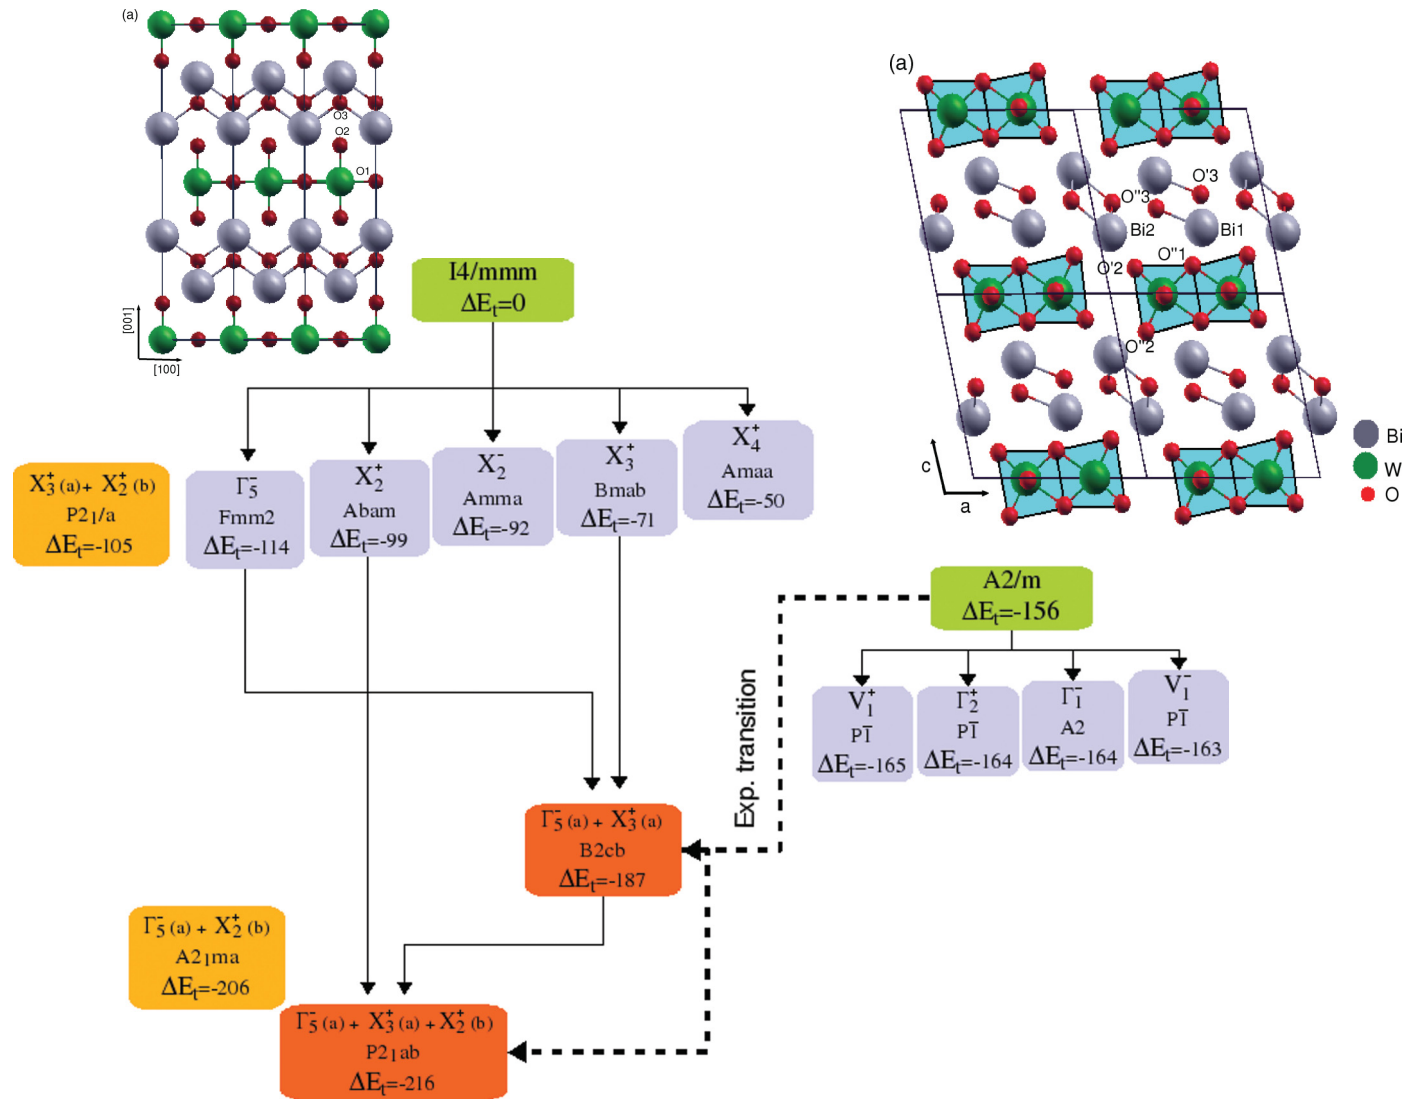 (a)
O3
O2
O1
[001]
[100]
(a)
O'3
O''3
Bi2
Bi1
O''1
O'2
O''2
c
a
Bi
W
O
I4/mmm
ΔEt=0
X3+(a)+ X2+(b)
P21/a
ΔEt=-105
Γ5-
Fmm2
ΔEt=-114
X2+
Abam
ΔEt=-99
X2-
Amma
ΔEt=-92
X3+
Bmab
ΔEt=-71
X4+
Amaa
ΔEt=-50
A2/m
ΔEt=-156
V1+
P1̅
ΔEt=-165
Γ2+
P1̅
ΔEt=-164
Γ1-
A2
ΔEt=-164
V1-
P1̅
ΔEt=-163
Exp. transition
Γ5-(a) + X3+(a)
B2cb
ΔEt=-187
Γ5-(a) + X2+(b)
A21ma
ΔEt=-206
Γ5-(a) + X3+(a) + X2+(b)
P21ab
ΔEt=-216